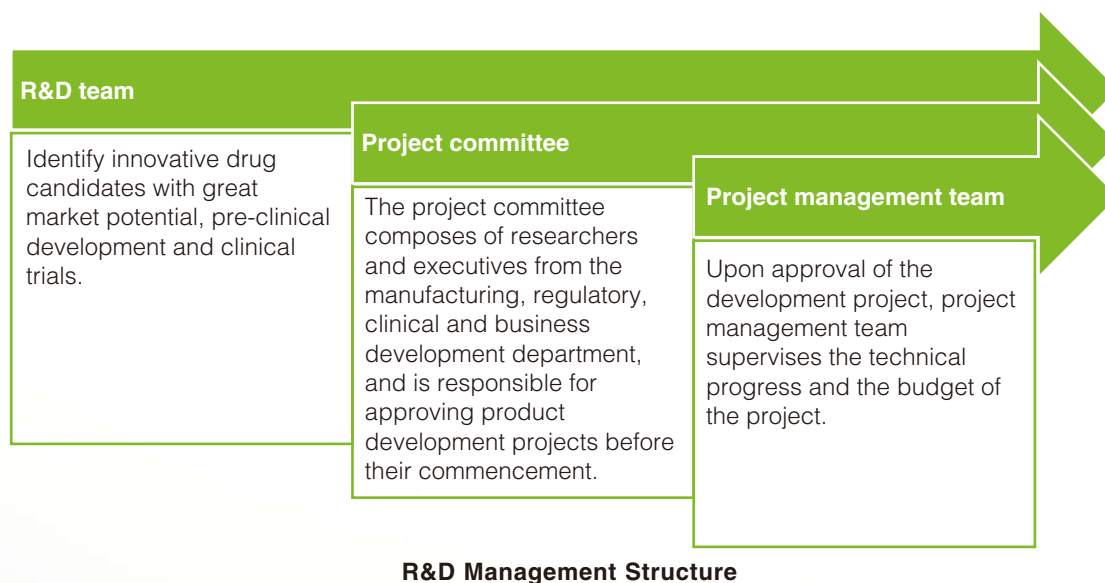 R&D team
Identify innovative drug
candidates with great
market potential, pre-clinical
development and clinical
trials.
Project committee
The project committee
composes of researchers
and executives from the
manufacturing, regulatory,
clinical and business
development department,
and is responsible for
approving product
development projects before
their commencement.
Project management team
Upon approval of the
development project, project
management team
supervises the technical
progress and the budget of
the project.
R&D Management Structure